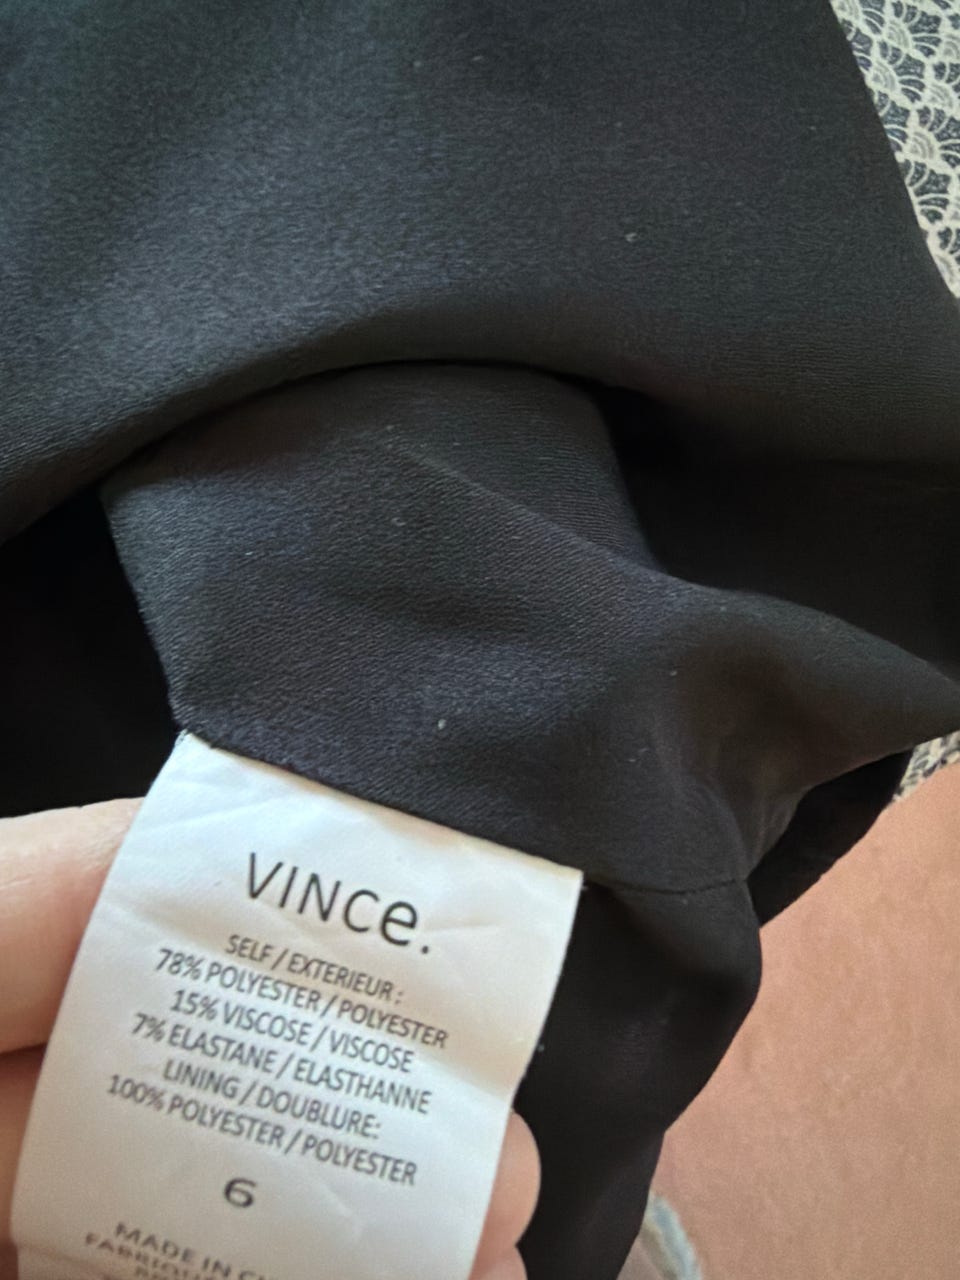 VINCe.
SELF / EXTERIEUR :
78% POLYESTER / POLYESTER
15% VISCOSE / VISCOSE
7% ELASTANE / ELASTHANNE
LINING / DOUBLURE:
100% POLYESTER / POLYESTER
6
MADE IN